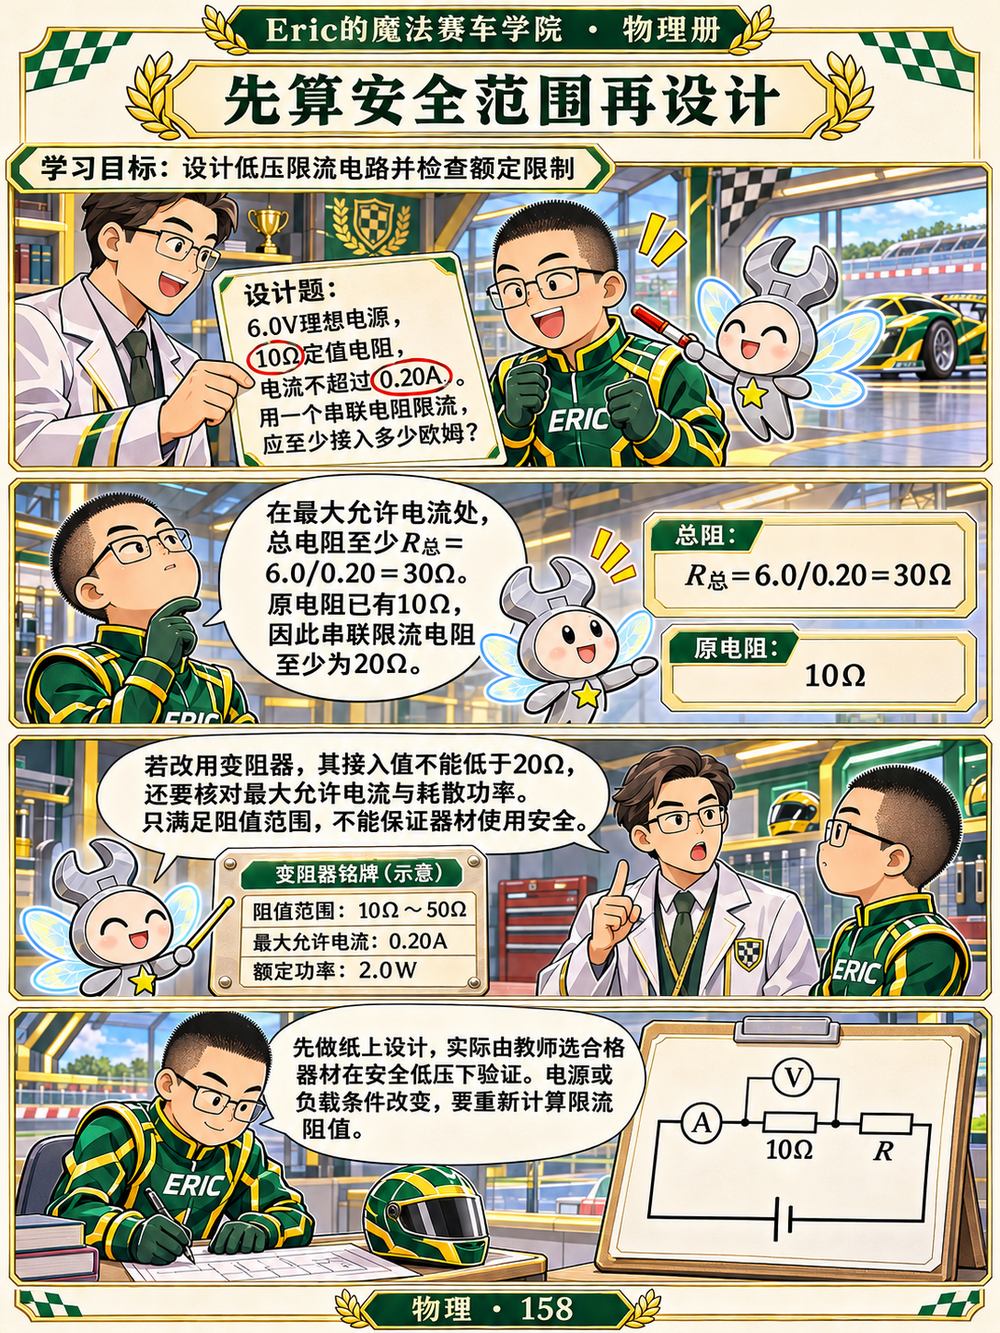 Eric的魔法赛车学院 · 物理册
先算安全范围再设计
学习目标：设计低压限流电路并检查额定限制
设计题：
6.0V理想电源，
10Ω定值电阻，
电流不超过0.20A。
用一个串联电阻限流，
应至少接入多少欧姆？
ERIC
在最大允许电流处，
总电阻至少R总＝
6.0/0.20＝30Ω。
原电阻已有10Ω，
因此串联限流电阻
至少为20Ω。
ERIC
总阻：
R总＝6.0/0.20＝30Ω
原电阻：
10Ω
若改用变阻器，其接入值不能低于20Ω，
还要核对最大允许电流与耗散功率。
只满足阻值范围，不能保证器材使用安全。
变阻器铭牌（示意）
阻值范围：10Ω～50Ω
最大允许电流：0.20A
额定功率：2.0W
ERIC
先做纸上设计，实际由教师选合格
器材在安全低压下验证。电源或
负载条件改变，要重新计算限流
阻值。
ERIC
V
A
10Ω
R
物理 · 158